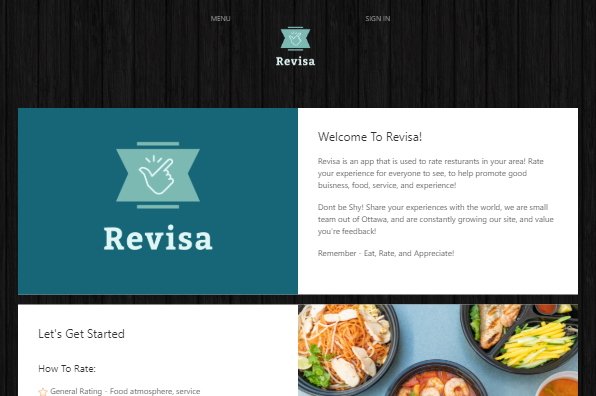 MENU
SIGN IN
Revisa
Revisa
Welcome To Revisa!
Revisa is an app that is used to rate resturants in your area! Rate
your experience for everyone to see, to help promote good
buisness, food, service, and experience!
Dont be Shy! Share your experiences with the world, we are small
team out of Ottawa, and are constantly growing our site, and value
you're feedback!
Remember - Eat, Rate, and Appreciate!
Let's Get Started
How To Rate:
General Rating - Food atmosphere, service